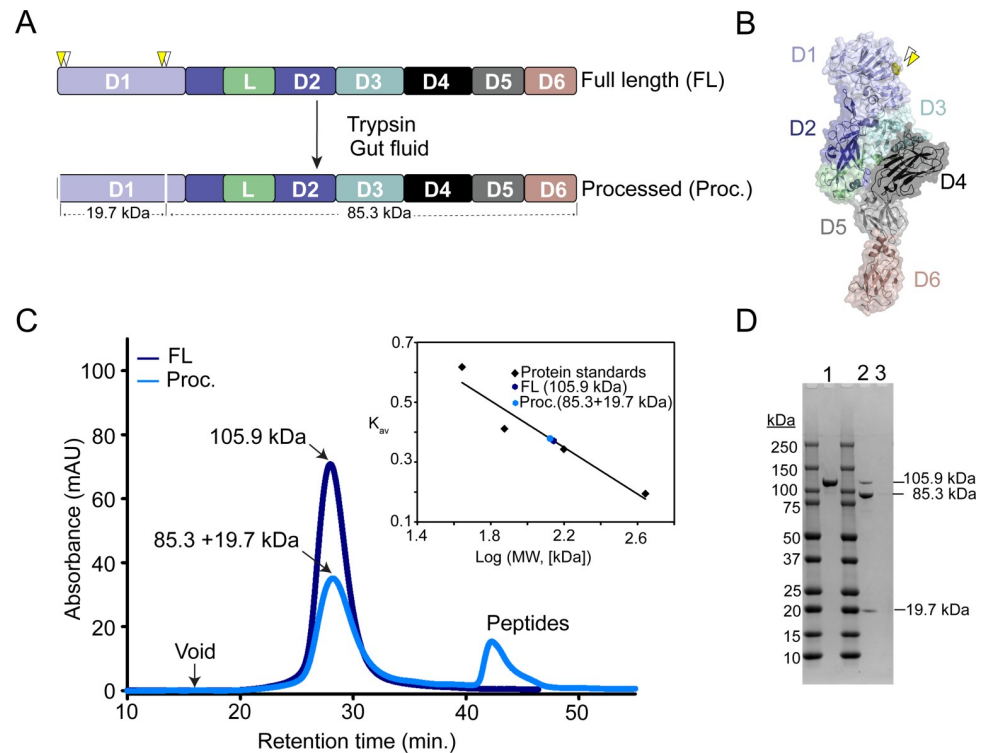 A
D1 L D2 D3 D4 D5 D6 Full length (FL)
Trypsin
Gut fluid
D1 L D2 D3 D4 D5 D6 Processed (Proc.)
19.7 kDa 85.3 kDa
B
D1
D2
D3
D4
D5
D6
C
FL
Proc.
Absorbance (mAU)
100
80
60
40
20
0
10 20 30 40 50
Retention time (min.)
105.9 kDa
85.3 +19.7 kDa
Void
Peptides
Kav
0.7
0.5
0.3
0.1
1.4 1.8 2.2 2.6
Log (MW, [kDa])
Protein standards
FL (105.9 kDa)
Proc.(85.3+19.7 kDa)
D
1 2 3
kDa
250
150
100
75
50
37
25
20
15
10
105.9 kDa
85.3 kDa
19.7 kDa